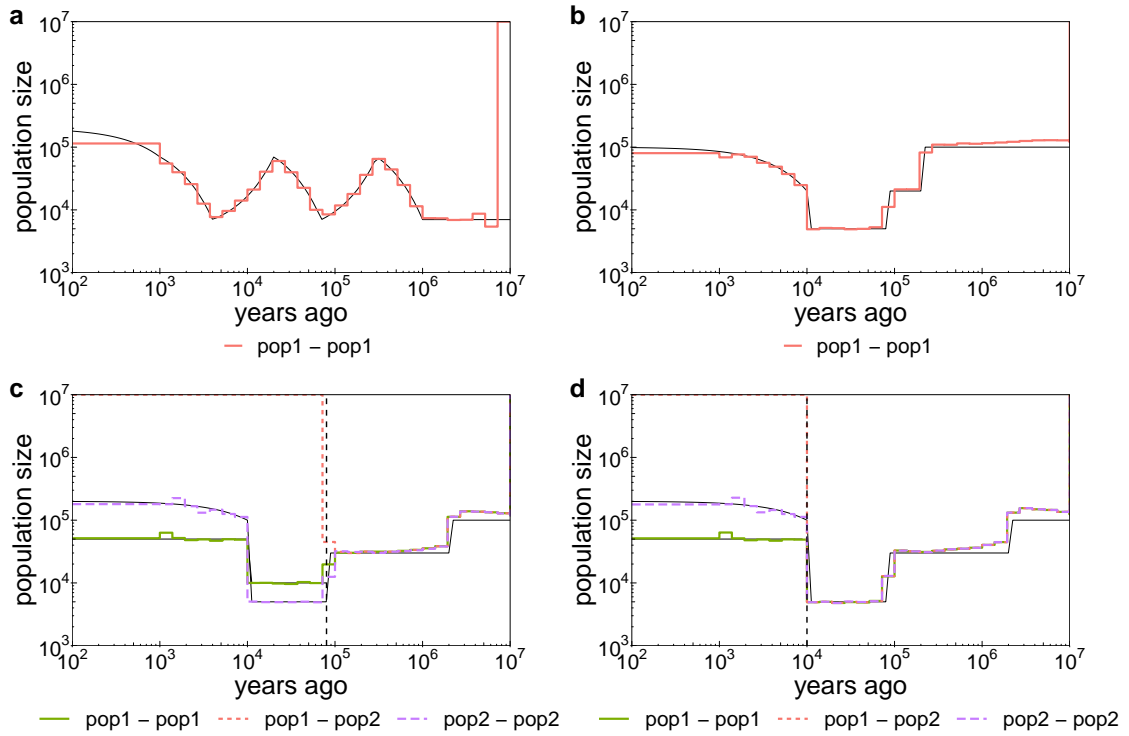 a
population size
10^7
10^6
10^5
10^4
10^3
10^2 10^3 10^4 10^5 10^6 10^7
years ago
pop1 – pop1
b
population size
10^7
10^6
10^5
10^4
10^3
10^2 10^3 10^4 10^5 10^6 10^7
years ago
pop1 – pop1
c
population size
10^7
10^6
10^5
10^4
10^3
10^2 10^3 10^4 10^5 10^6 10^7
years ago
pop1 – pop1 pop1 – pop2 pop2 – pop2
d
population size
10^7
10^6
10^5
10^4
10^3
10^2 10^3 10^4 10^5 10^6 10^7
years ago
pop1 – pop1 pop1 – pop2 pop2 – pop2